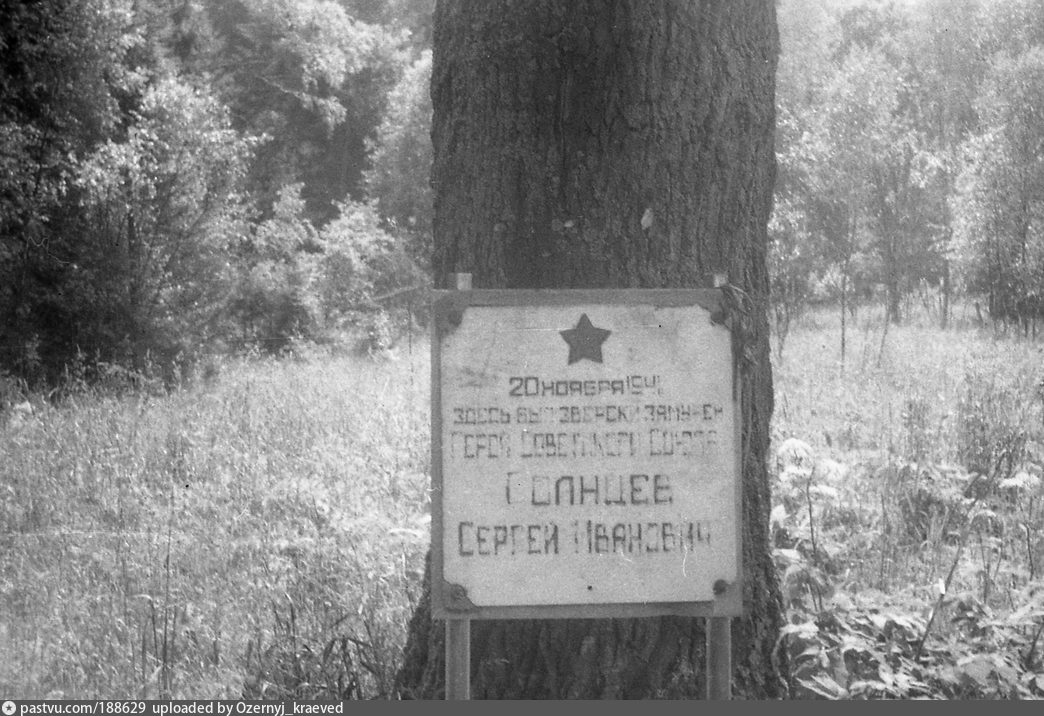 20 НОЯБРЯ 1941
ЗДЕСЬ БЫЛ ЗВЕРСКИ ЗАМУЧЕН
ГЕРОЙ СОВЕТСКОГО СОЮЗА
СОЛНЦЕВ
СЕРГЕЙ ИВАНОВИЧ
pastvu.com/188629 uploaded by Ozernyj_kraeved